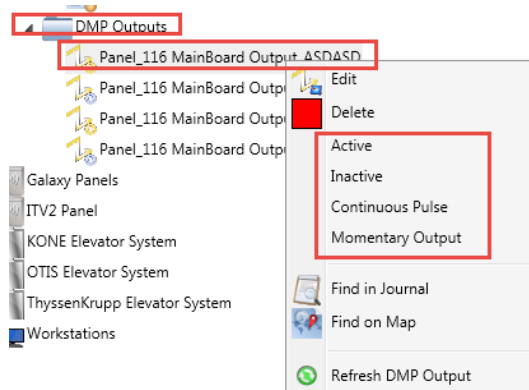 DMP Outputs
Panel_116 MainBoard Output ASDASD
Panel_116 MainBoard Outpu
Panel_116 MainBoard Outpu
Panel_116 MainBoard Outpu
Galaxy Panels
ITV2 Panel
KONE Elevator System
OTIS Elevator System
ThyssenKrupp Elevator System
Workstations
Edit
Delete
Active
Inactive
Continuous Pulse
Momentary Output
Find in Journal
Find on Map
Refresh DMP Output